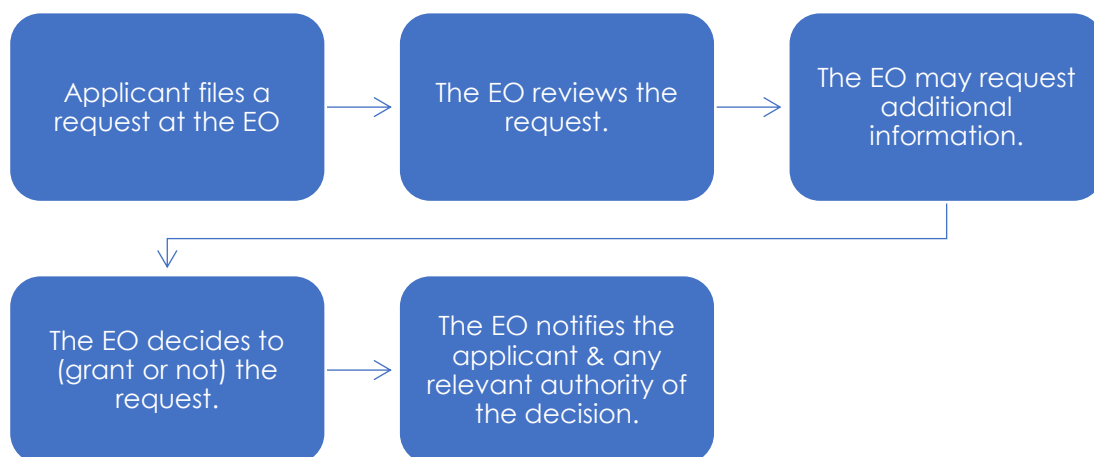 Applicant files a
request at the EO
The EO reviews the
request.
The EO may request
additional
information.
The EO decides to
(grant or not) the
request.
The EO notifies the
applicant & any
relevant authority of
the decision.